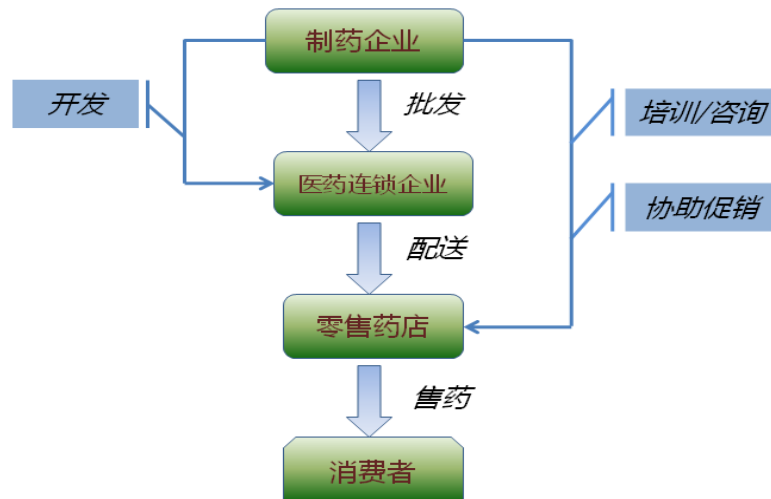 制药企业
开发
批发
培训/咨询
医药连锁企业
协助促销
配送
零售药店
售药
消费者